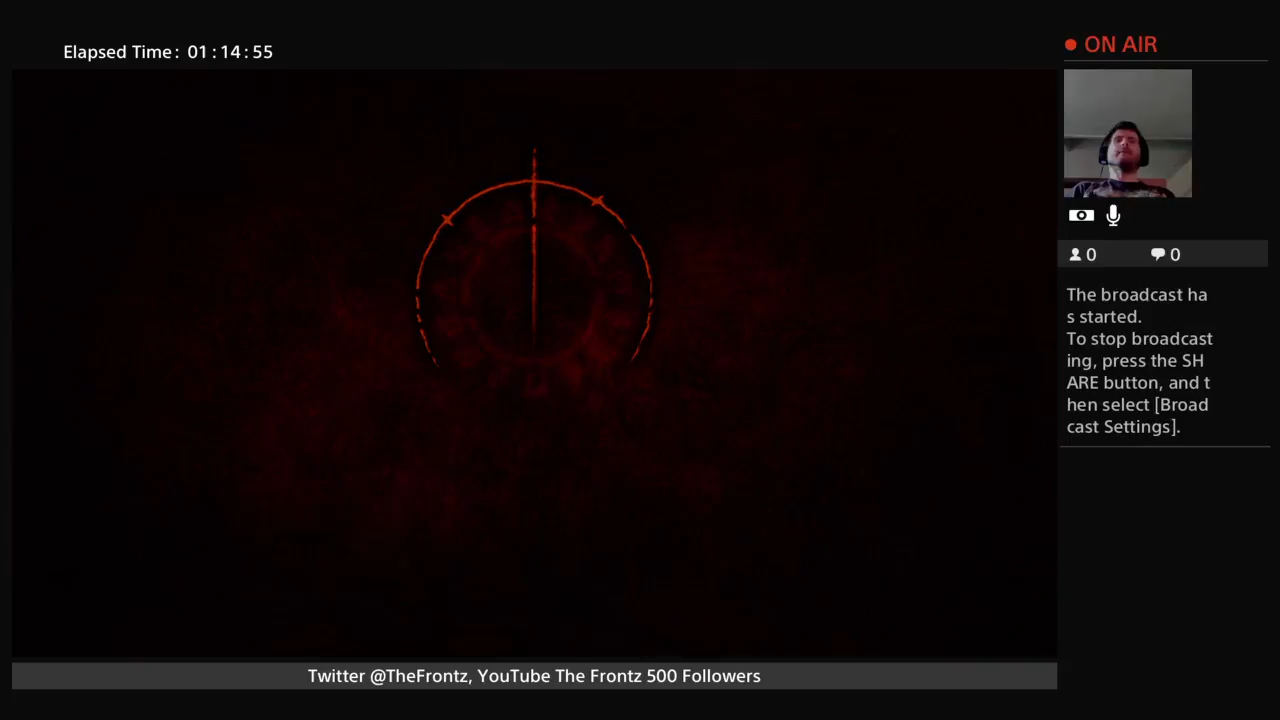 Elapsed Time: 01:14:55
ON AIR
0 0
The broadcast ha
s started.
To stop broadcast
ing, press the SH
ARE button, and t
hen select [Broad
cast Settings].
Twitter @TheFrontz, YouTube The Frontz 500 Followers